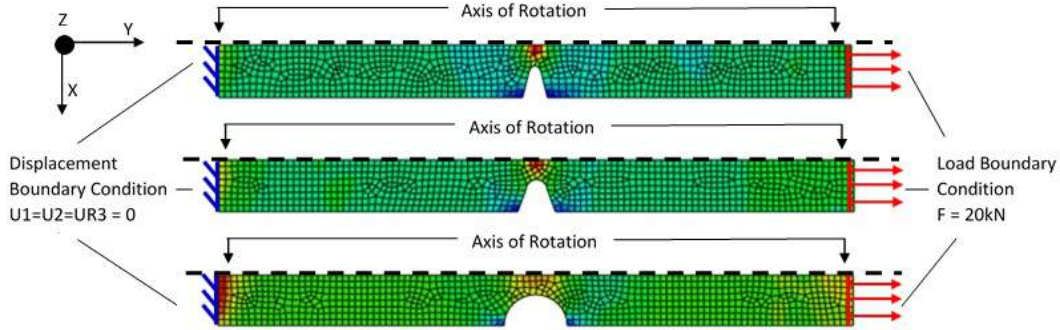 Axis of Rotation
Z
Y
X
Axis of Rotation
Displacement
Boundary Condition
U1=U2=UR3 = 0
Load Boundary
Condition
F = 20kN
Axis of Rotation